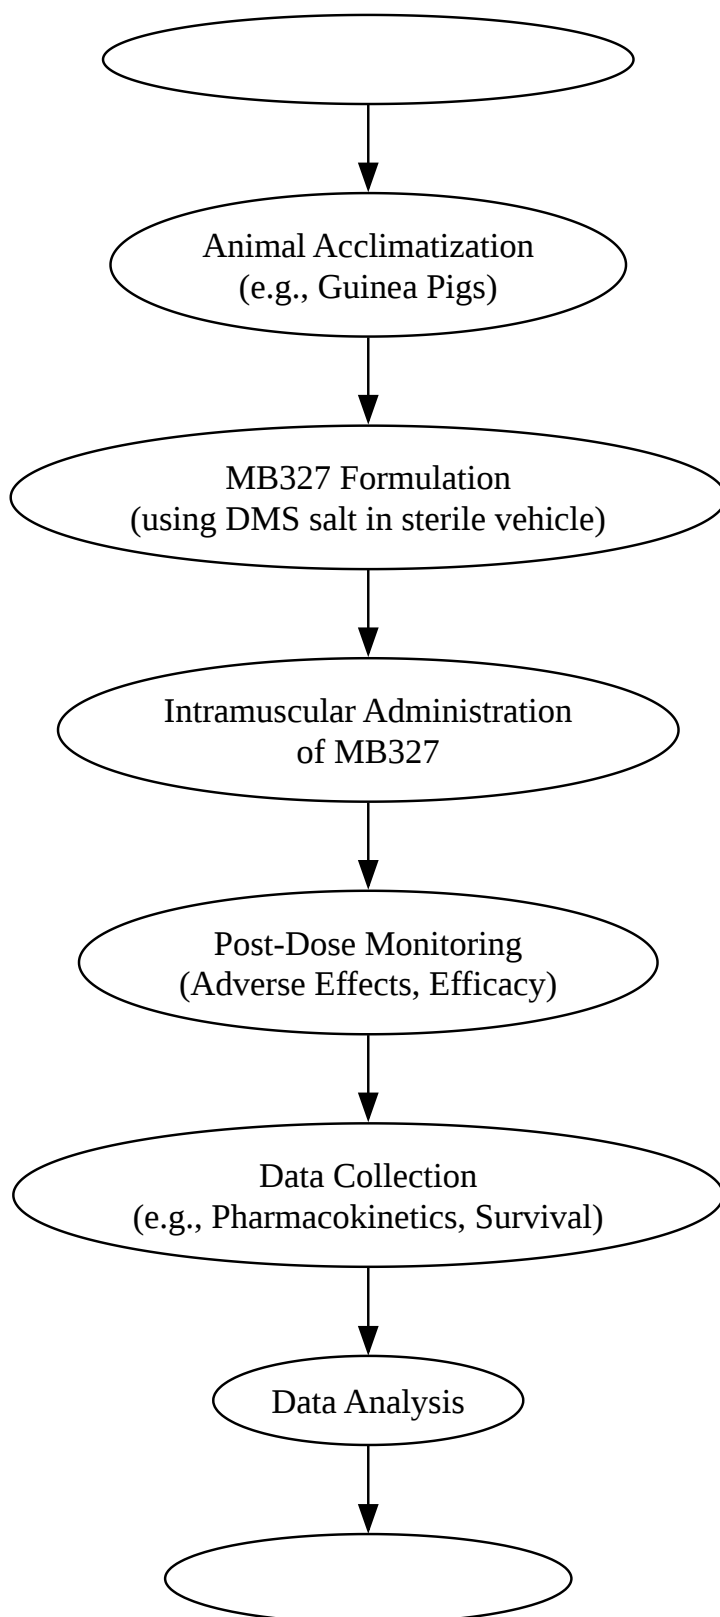 Animal Acclimatization
(e.g., Guinea Pigs)
MB327 Formulation
(using DMS salt in sterile vehicle)
Intramuscular Administration
of MB327
Post-Dose Monitoring
(Adverse Effects, Efficacy)
Data Collection
(e.g., Pharmacokinetics, Survival)
Data Analysis